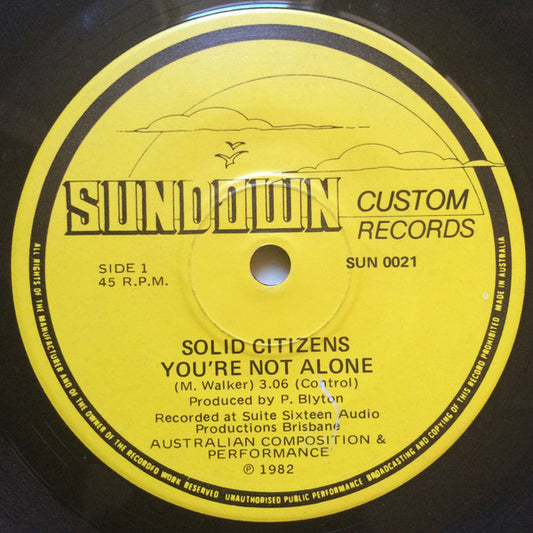 SUNDOWN
CUSTOM
RECORDS
SIDE 1
45 R.P.M.
SUN 0021
SOLID CITIZENS
YOU'RE NOT ALONE
(M. Walker) 3.06 (Control)
Produced by P. Blyton
Recorded at Suite Sixteen Audio
Productions Brisbane
AUSTRALIAN COMPOSITION &
PERFORMANCE
℗ 1982
ALL RIGHTS OF THE MANUFACTURER AND OF THE OWNER OF THE RECORDED WORK RESERVED UNAUTHORISED PUBLIC PERFORMANCE BROADCASTING AND COPYING OF THIS RECORD PROHIBITED MADE IN AUSTRALIA